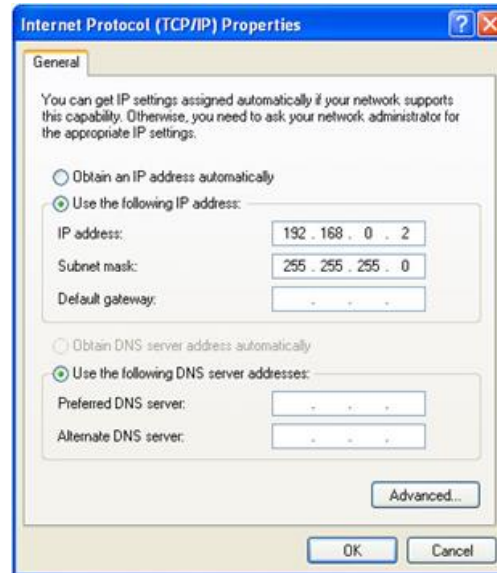 Internet Protocol (TCP/IP) Properties
General
You can get IP settings assigned automatically if your network supports
this capability. Otherwise, you need to ask your network administrator for
the appropriate IP settings.
Obtain an IP address automatically
Use the following IP address:
IP address: 192 . 168 . 0 . 2
Subnet mask: 255 . 255 . 255 . 0
Default gateway: . . .
Obtain DNS server address automatically
Use the following DNS server addresses:
Preferred DNS server: . . .
Alternate DNS server: . . .
Advanced...
OK Cancel